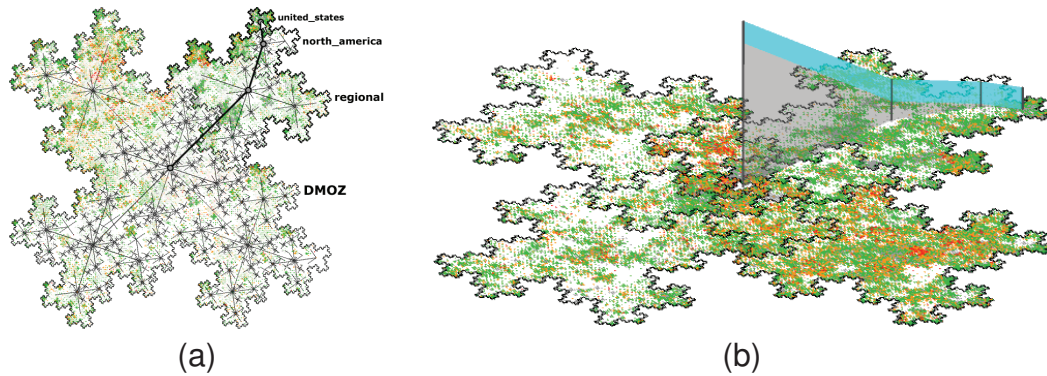 united_states
north_america
regional
DMOZ
(a)
(b)